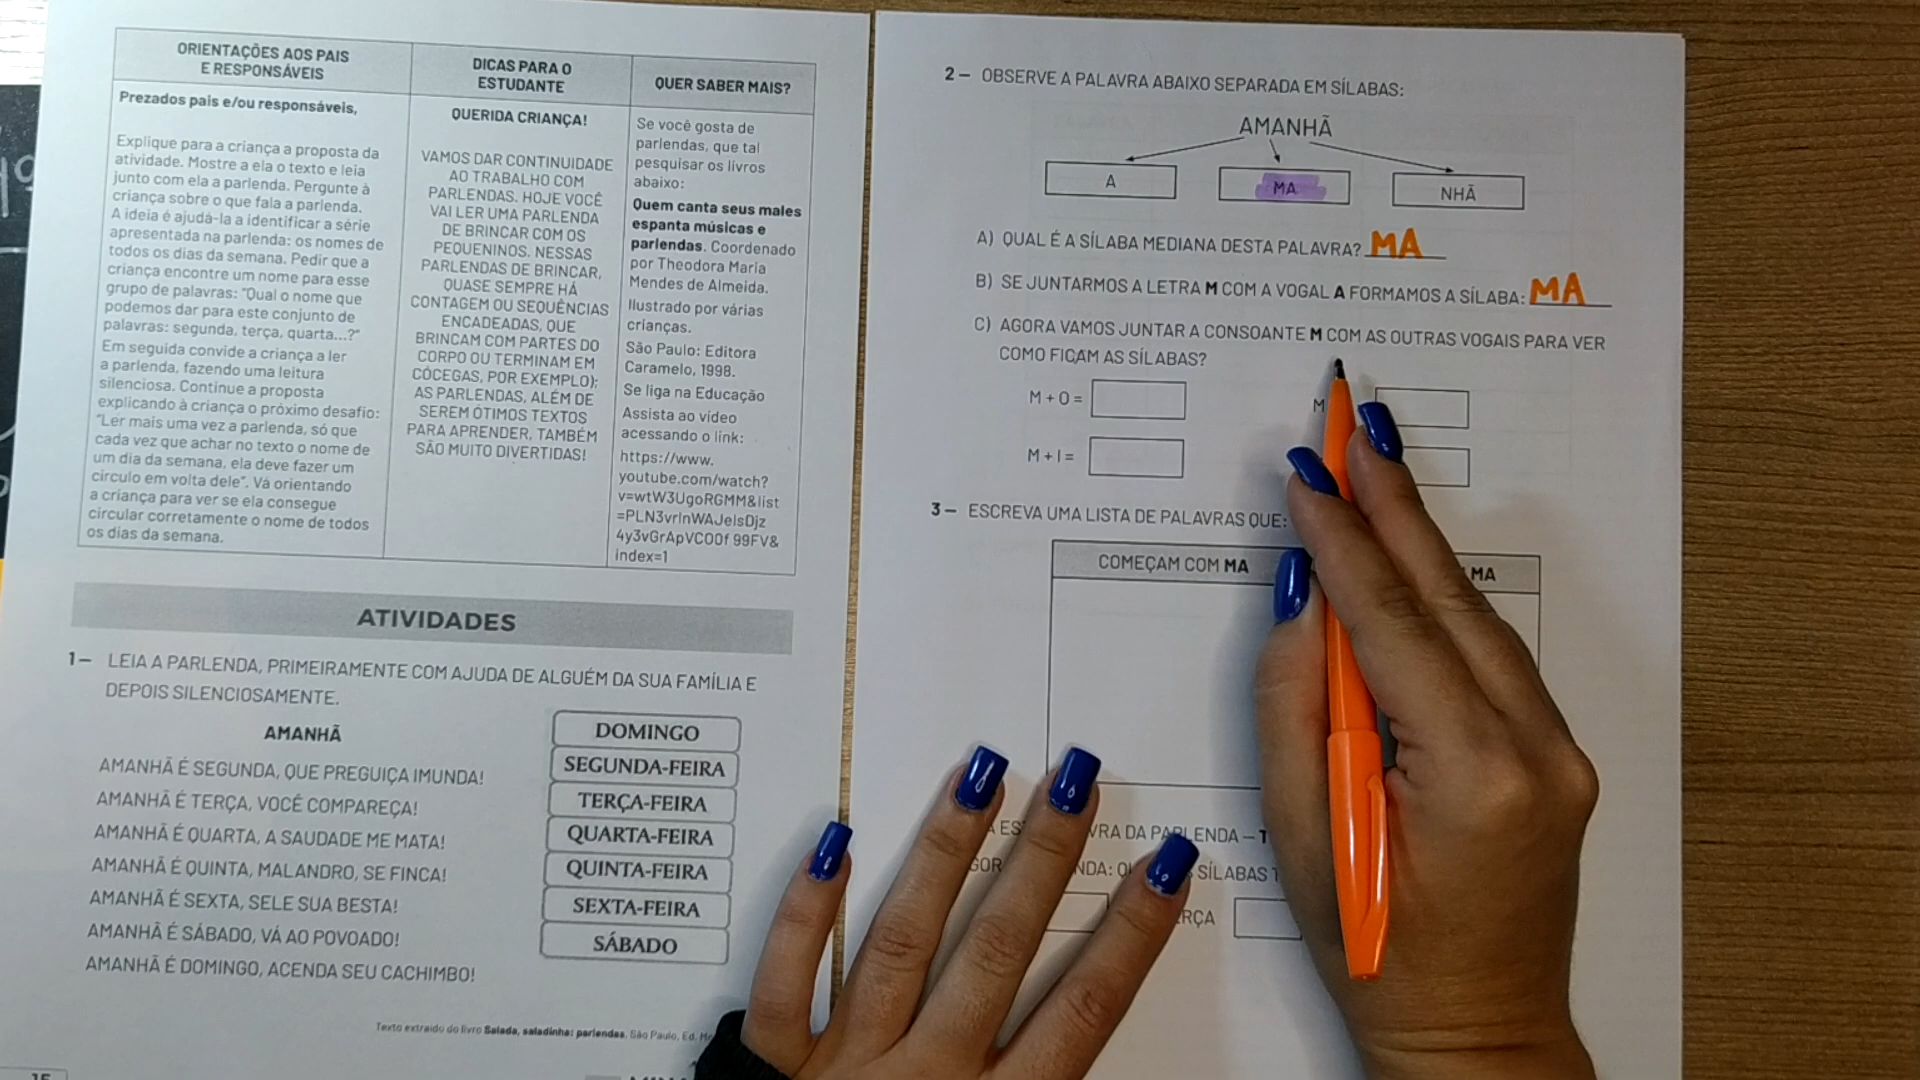 ORIENTAÇÕES AOS PAIS
E RESPONSÁVEIS
Prezados pais e/ou responsáveis,
Explique para a criança a proposta da
atividade. Mostre a ela o texto e leia
junto com ela a parlenda. Pergunte à
criança sobre o que fala a parlenda.
A ideia é ajudá-la a identificar a série
apresentada na parlenda: os nomes de
todos os dias da semana. Pedir que a
criança encontre um nome para esse
grupo de palavras: "Qual o nome que
podemos dar para este conjunto de
palavras: segunda, terça, quarta...?"
Em seguida convide a criança a ler
a parlenda, fazendo uma leitura
silenciosa. Continue a proposta
explicando à criança o próximo desafio:
"Ler mais uma vez a parlenda, só que
cada vez que achar no texto o nome de
um dia da semana, ela deve fazer um
círculo em volta dele". Vá orientando
a criança para ver se ela consegue
circular corretamente o nome de todos
os dias da semana.
DICAS PARA O
ESTUDANTE
QUERIDA CRIANÇA!
VAMOS DAR CONTINUIDADE
AO TRABALHO COM
PARLENDAS. HOJE VOCÊ
VAI LER UMA PARLENDA
DE BRINCAR COM OS
PEQUENINOS. NESSAS
PARLENDAS DE BRINCAR,
QUASE SEMPRE HÁ
CONTAGEM OU SEQUÊNCIAS
ENCADEADAS, QUE
BRINCAM COM PARTES DO
CORPO OU TERMINAM EM
CÓCEGAS, POR EXEMPLO);
AS PARLENDAS, ALÉM DE
SEREM ÓTIMOS TEXTOS
PARA APRENDER, TAMBÉM
SÃO MUITO DIVERTIDAS!
QUER SABER MAIS?
Se você gosta de
parlendas, que tal
pesquisar os livros
abaixo:
Quem canta seus males
espanta músicas e
parlendas. Coordenado
por Theodora Maria
Mendes de Almeida.
Ilustrado por várias
crianças.
São Paulo: Editora
Caramelo, 1998.
Se liga na Educação
Assista ao vídeo
acessando o link:
https://www.
youtube.com/watch?
v=wtW3UgoRGMM&list
=PLN3vrInWAJeIsDjz
4y3vGrApVCO0f 99FV&
index=1
ATIVIDADES
1 – LEIA A PARLENDA, PRIMEIRAMENTE COM AJUDA DE ALGUÉM DA SUA FAMÍLIA E
DEPOIS SILENCIOSAMENTE.
AMANHÃ
AMANHÃ É SEGUNDA, QUE PREGUIÇA IMUNDA!
AMANHÃ É TERÇA, VOCÊ COMPAREÇA!
AMANHÃ É QUARTA, A SAUDADE ME MATA!
AMANHÃ É QUINTA, MALANDRO, SE FINCA!
AMANHÃ É SEXTA, SELE SUA BESTA!
AMANHÃ É SÁBADO, VÁ AO POVOADO!
AMANHÃ É DOMINGO, ACENDA SEU CACHIMBO!
DOMINGO
SEGUNDA-FEIRA
TERÇA-FEIRA
QUARTA-FEIRA
QUINTA-FEIRA
SEXTA-FEIRA
SÁBADO
Texto extraído do livro Salada, saladinha: parlendas, São Paulo, Ed.
2 – OBSERVE A PALAVRA ABAIXO SEPARADA EM SÍLABAS:
AMANHÃ
A MA NHÃ
A) QUAL É A SÍLABA MEDIANA DESTA PALAVRA? MA
B) SE JUNTARMOS A LETRA M COM A VOGAL A FORMAMOS A SÍLABA: MA
C) AGORA VAMOS JUNTAR A CONSOANTE M COM AS OUTRAS VOGAIS PARA VER
COMO FICAM AS SÍLABAS?
M + O = M
M + I =
3 – ESCREVA UMA LISTA DE PALAVRAS QUE:
COMEÇAM COM MA MA
DA PARLENDA –
SÍLABAS